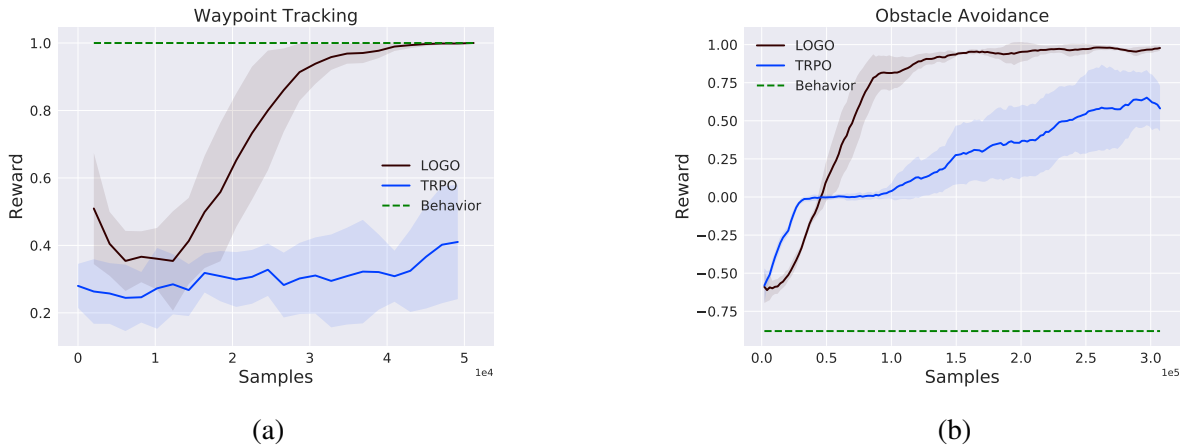 Waypoint Tracking
1.0
0.8
0.6
0.4
0.2
Reward
LOGO
TRPO
Behavior
0 1 2 3 4 5
1e4
Samples
(a)
Obstacle Avoidance
1.00
0.75
0.50
0.25
0.00
−0.25
−0.50
−0.75
Reward
LOGO
TRPO
Behavior
0.0 0.5 1.0 1.5 2.0 2.5 3.0
1e5
Samples
(b)